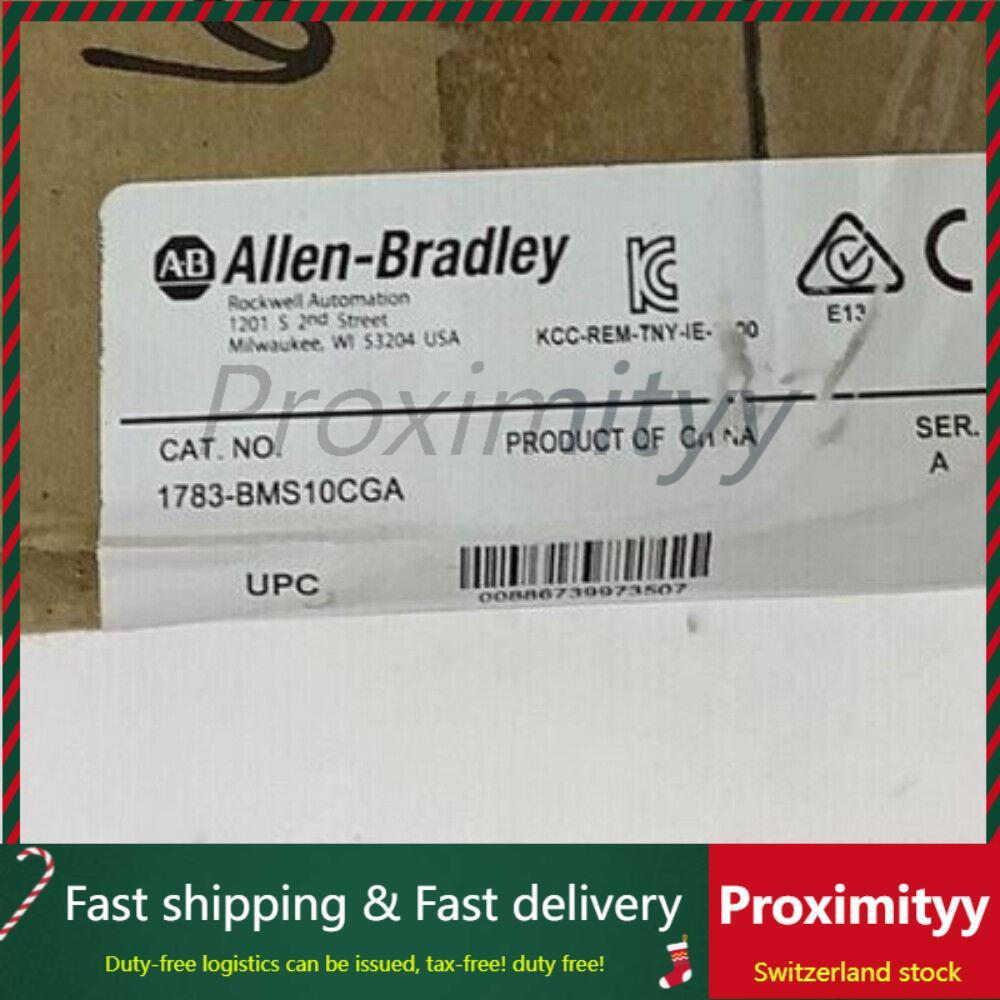 A-B Allen-Bradley
Rockwell Automation
1201 S 2nd Street
Milwaukee, WI 53204 USA
KCC-REM-TNY-IE-
E13
Proximityy
CAT. NO.
PRODUCT OF CHINA
SER.
1783-BMS10CGA
A
UPC
00886739973507
Fast shipping & Fast delivery
Duty-free logistics can be issued, tax-free! duty free!
Proximityy
Switzerland stock